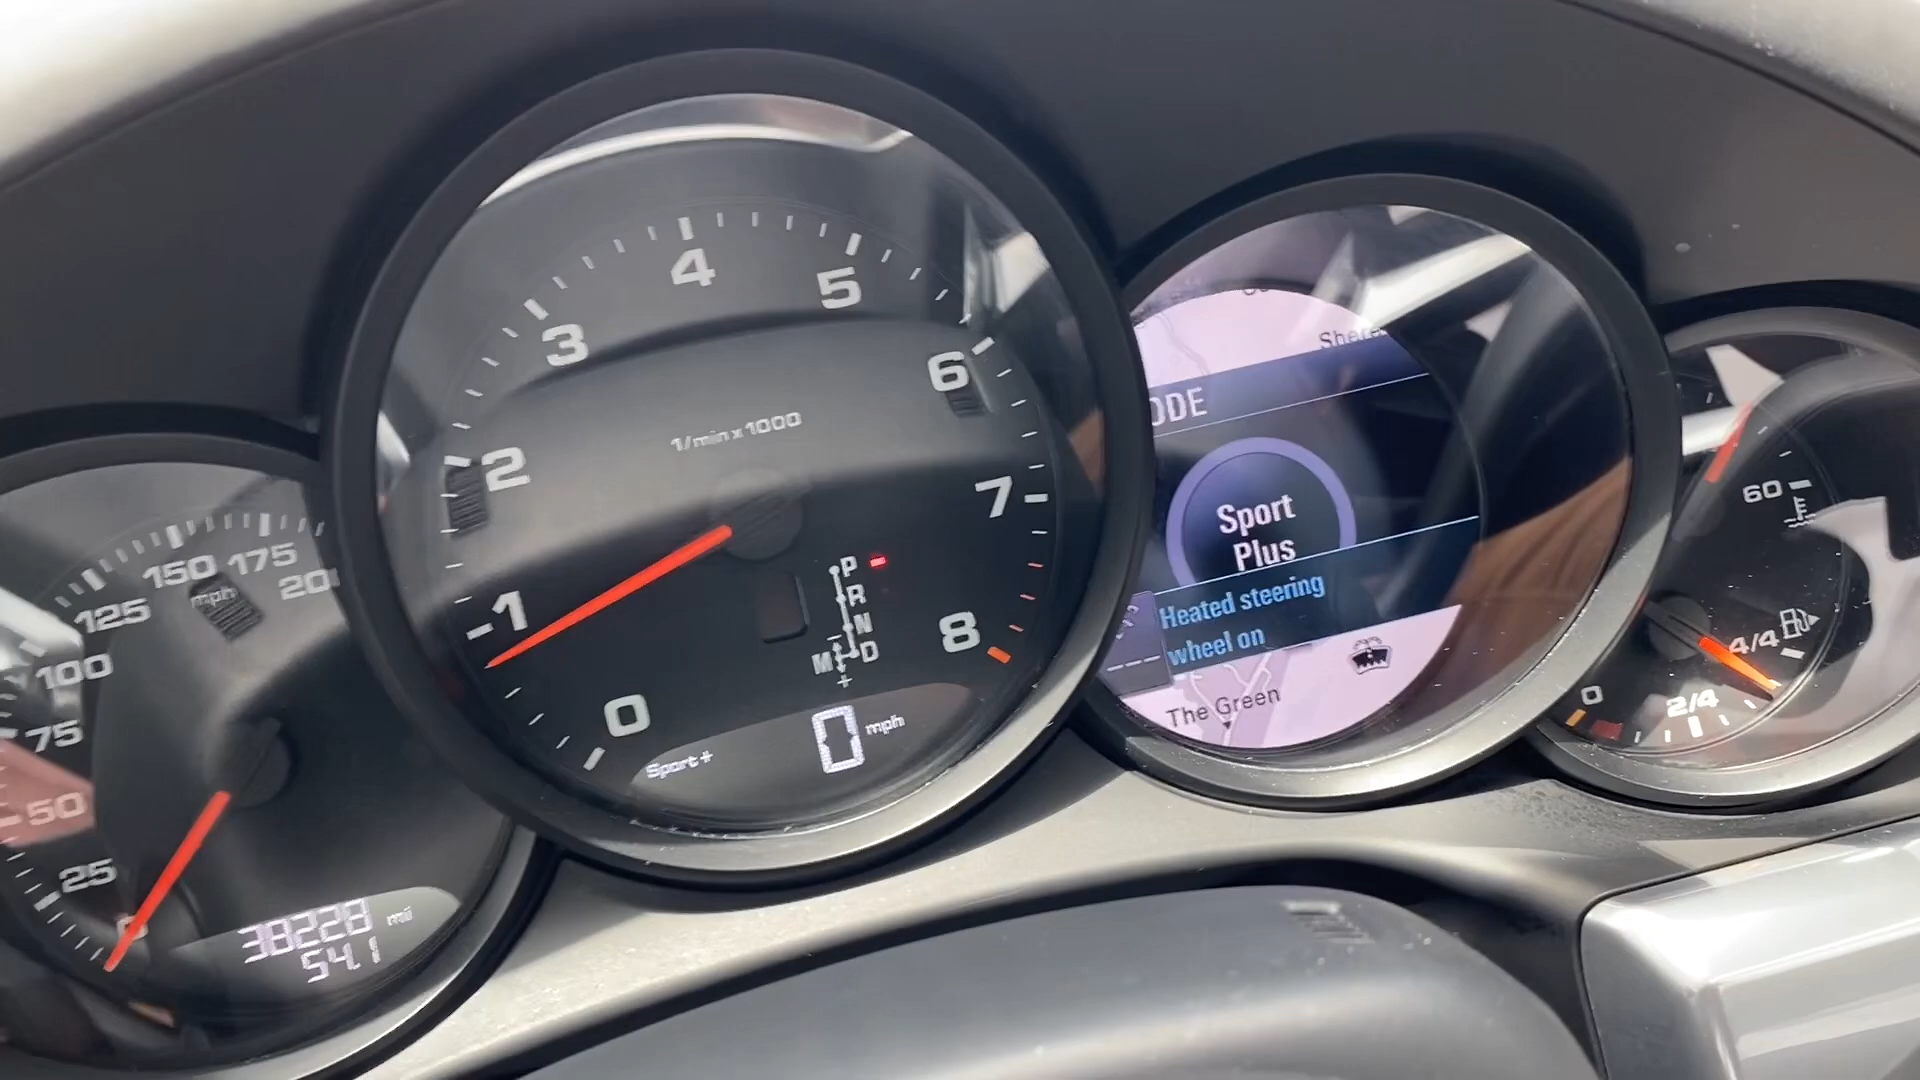 25
50
75
100
125
150
175
mph
38228 mi
54.1
0
1
2
3
4
5
6
7
8
1/min x 1000
P
R
N
D
M
+
Sport+
0 mph
ODE
Sport
Plus
Heated steering
wheel on
The Green
60
4/4
2/4
0